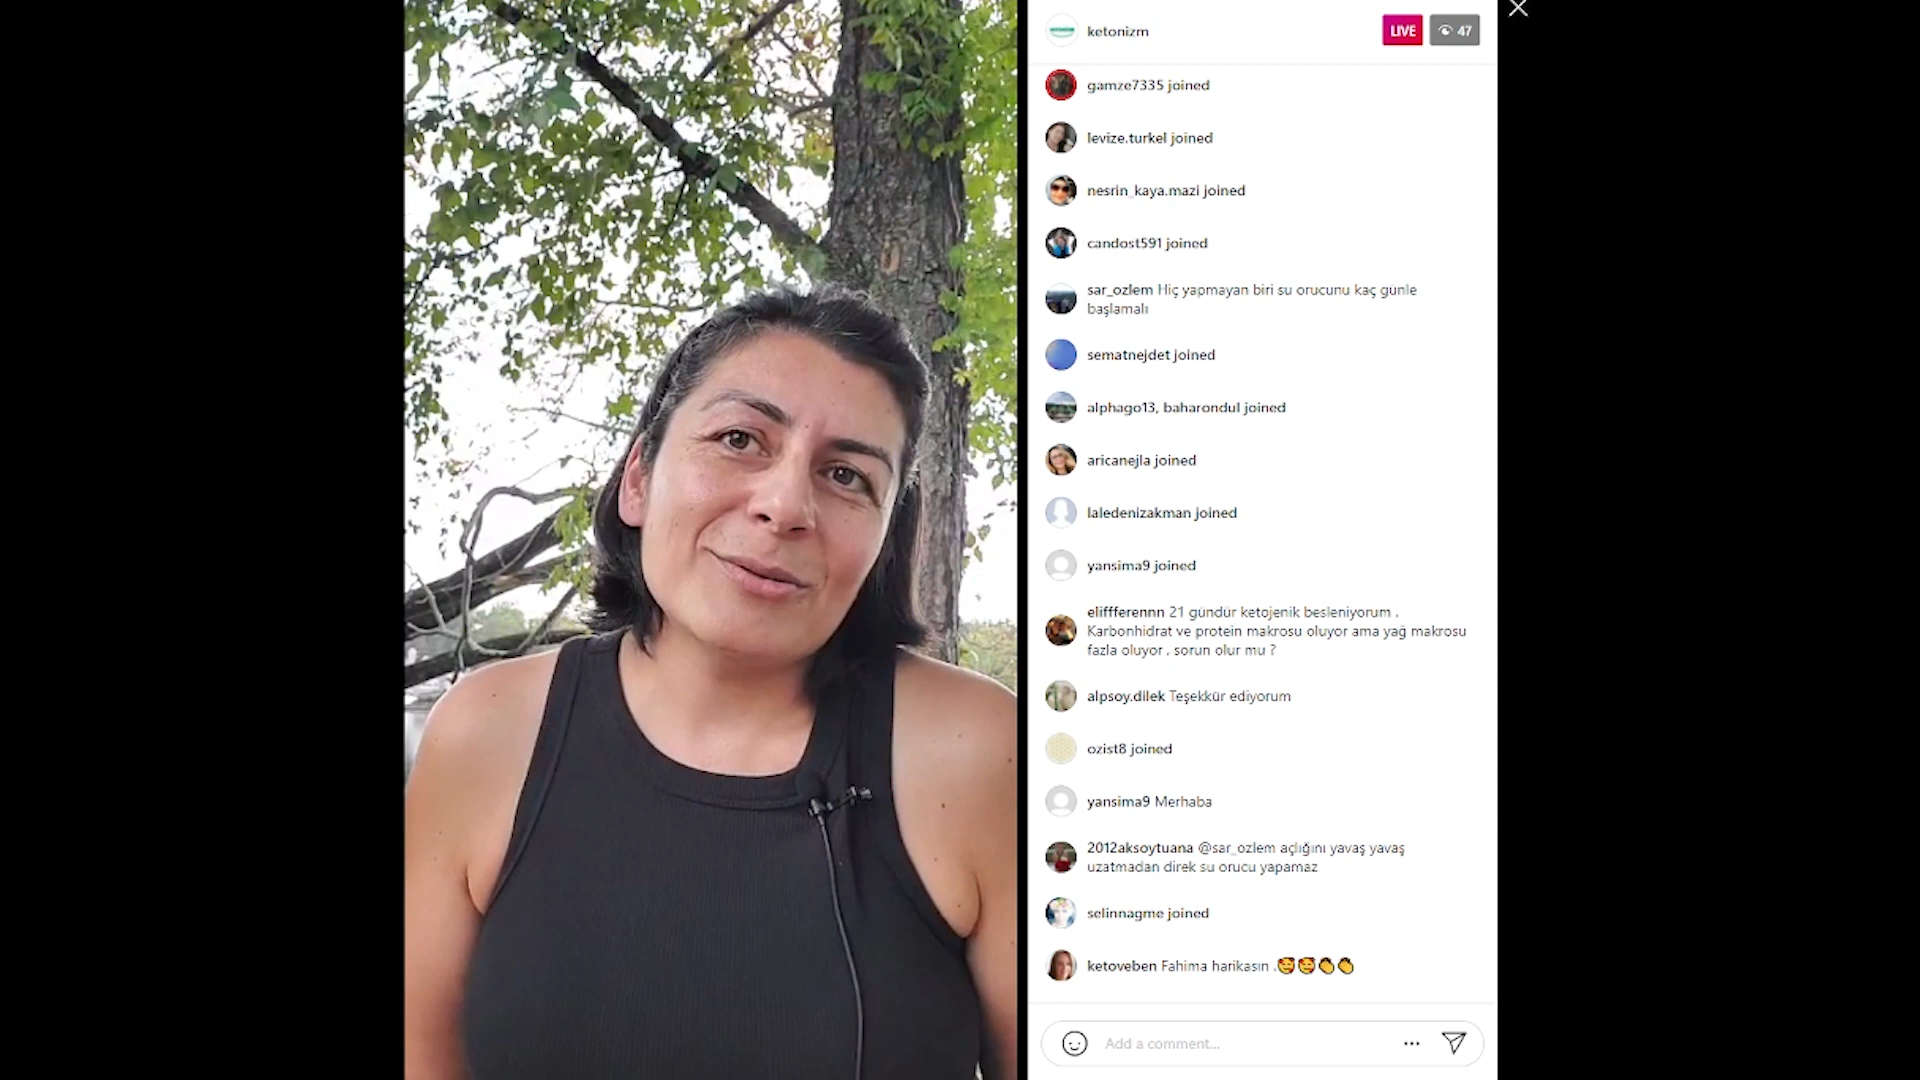 ketonizm
LIVE
47
gamze7335 joined
levize.turkel joined
nesrin_kaya.mazi joined
candost591 joined
sar_ozlem Hiç yapmayan biri su orucunu kaç günle
başlamalı
sematnejdet joined
alphago13, baharondul joined
aricanejla joined
laledenizakman joined
yansima9 joined
eliffferennn 21 gündür ketojenik besleniyorum .
Karbonhidrat ve protein makrosu oluyor ama yağ makrosu
fazla oluyor . sorun olur mu ?
alpsoy.dilek Teşekkür ediyorum
ozist8 joined
yansima9 Merhaba
2012aksoytuana @sar_ozlem açlığını yavaş yavaş
uzatmadan direk su orucu yapamaz
selinnagme joined
ketoveben Fahima harikasın .🥰🥰👏👏
Add a comment...